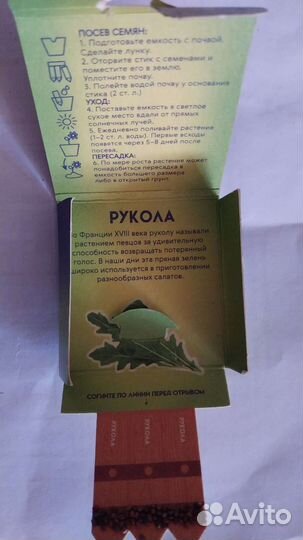 ПОСЕВ СЕМЯН:
1. Подготовьте емкость с почвой.
Сделайте лунку.
2. Оторвите стик с семенами и
поместите его в землю.
Уплотните почву.
3. Полейте водой почву у основания
стика (2 ст. л.)
УХОД:
4. Поставьте емкость в светлое
сухое место вдали от прямых
солнечных лучей.
5. Ежедневно поливайте растение
(1-2 ст. л. воды). Первые всходы
появятся через 5-8 дней после
посева.
ПЕРЕСАДКА:
6. По мере роста растение может
понадобиться пересадка в
емкость большего размера
либо в открытый грунт.
РУКОЛА
о Франции XVIII века руколу называли
растением певцов за удивительную
способность возвращать потерянный
голос. В наши дни эта пряная зелень
широко используется в приготовлении
разнообразных салатов.
СОГНИТЕ ПО ЛИНИИ ПЕРЕД ОТРЫВОМ
РУКОЛА
РУКОЛА
РУКОЛА
РУКОЛА
Avito